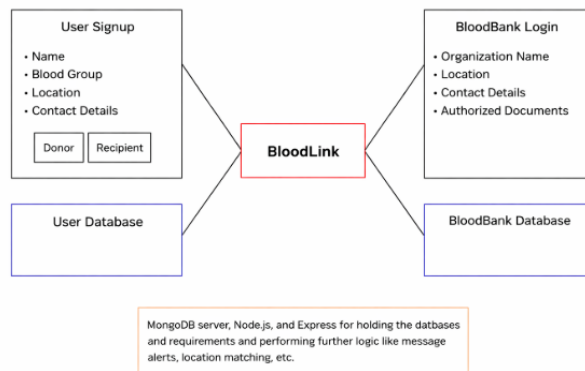 User Signup
• Name
• Blood Group
• Location
• Contact Details
Donor
Recipient
BloodBank Login
• Organization Name
• Location
• Contact Details
• Authorized Documents
BloodLink
User Database
BloodBank Database
MongoDB server, Node.js, and Express for holding the datbases
and requirements and performing further logic like message
alerts, location matching, etc.